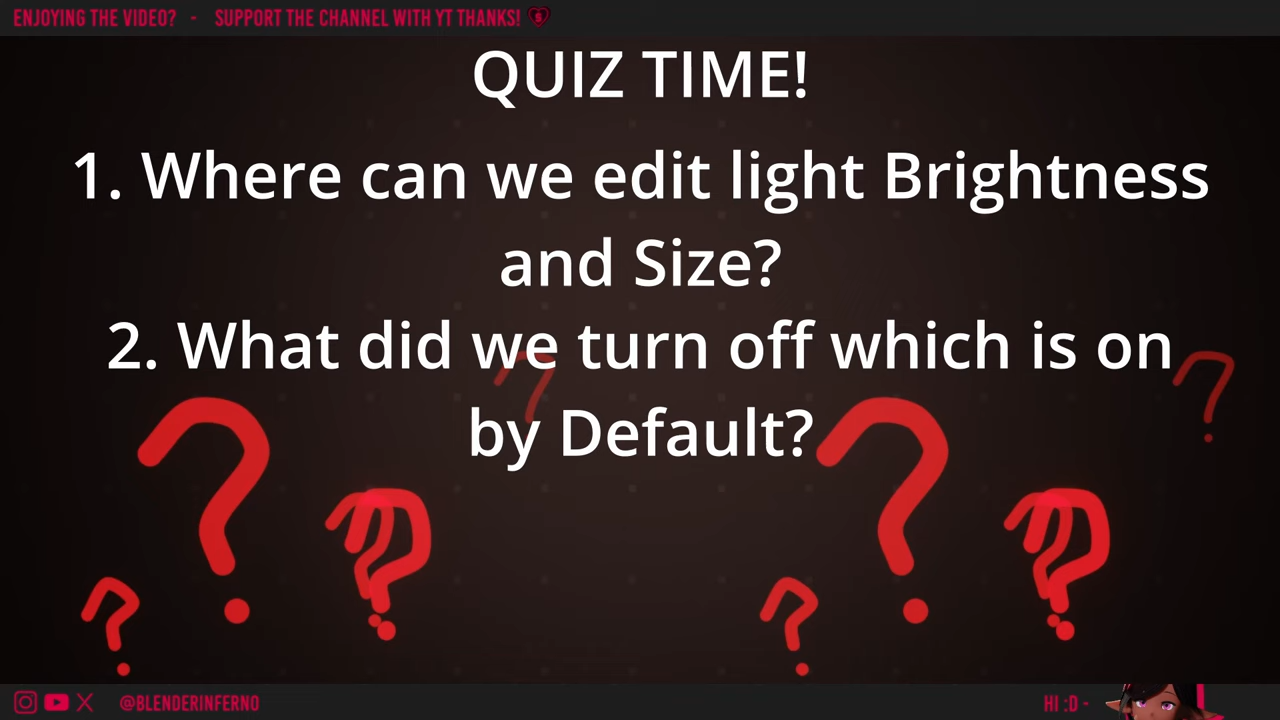 ENJOYING THE VIDEO? - SUPPORT THE CHANNEL WITH YT THANKS!
QUIZ TIME!
1. Where can we edit light Brightness
and Size?
2. What did we turn off which is on
by Default?
@BLENDERINFERNO
HI :D -